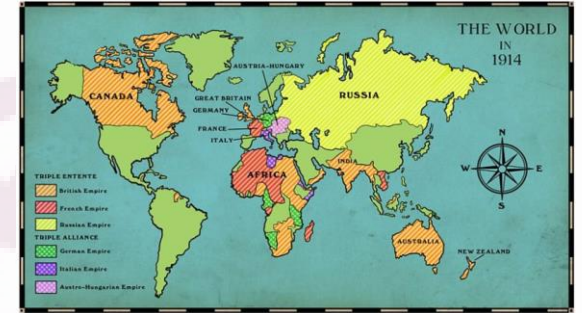 THE WORLD
IN
1914
AUSTRIA-HUNGARY
CANADA
RUSSIA
GREAT BRITAIN
GERMANY
FRANCE
ITALY
N
W
E
S
INDIA
AFRICA
TRIPLE ENTENTE
British Empire
French Empire
Russian Empire
TRIPLE ALLIANCE
German Empire
Italian Empire
Austro-Hungarian Empire
AUSTRALIA
NEW ZEALAND